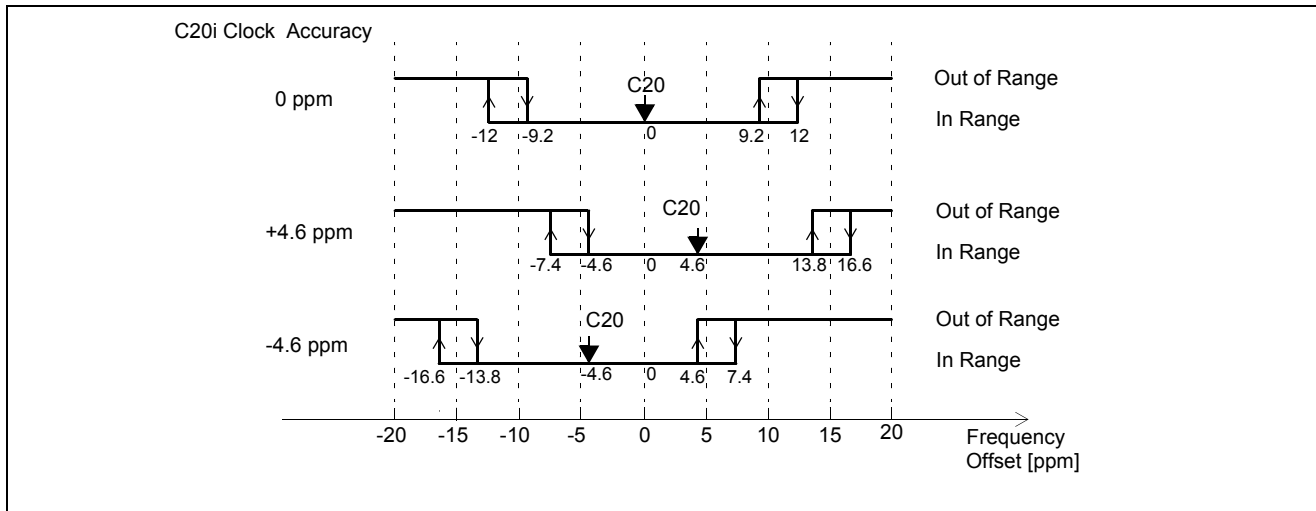 C20i Clock Accuracy
0 ppm
C20
Out of Range
In Range
-12 -9.2 0 9.2 12
+4.6 ppm
C20
Out of Range
In Range
-7.4 -4.6 0 4.6 13.8 16.6
-4.6 ppm
C20
Out of Range
In Range
-16.6 -13.8 -4.6 0 4.6 7.4
-20 -15 -10 -5 0 5 10 15 20
Frequency
Offset [ppm]